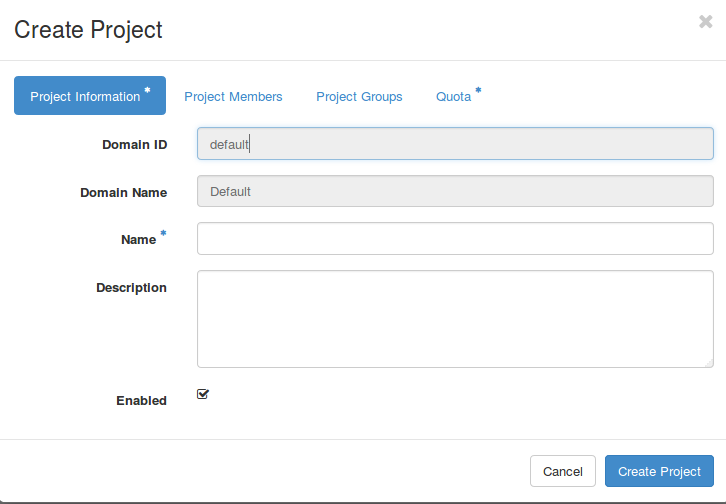 Create Project
Project Information * Project Members Project Groups Quota *
Domain ID default
Domain Name Default
Name *
Description
Enabled
Cancel Create Project